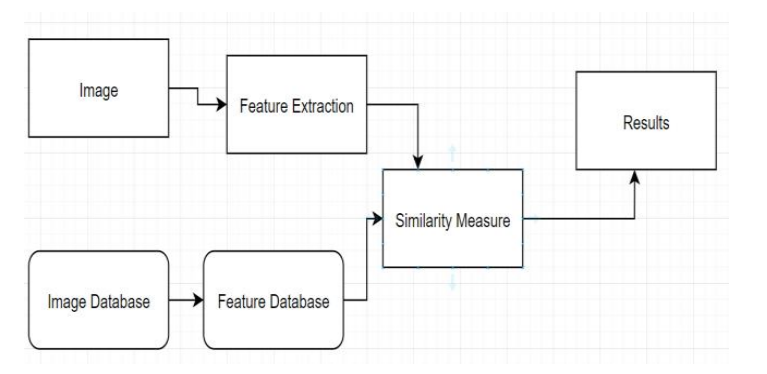 Image
Feature Extraction
Results
Similarity Measure
Image Database
Feature Database